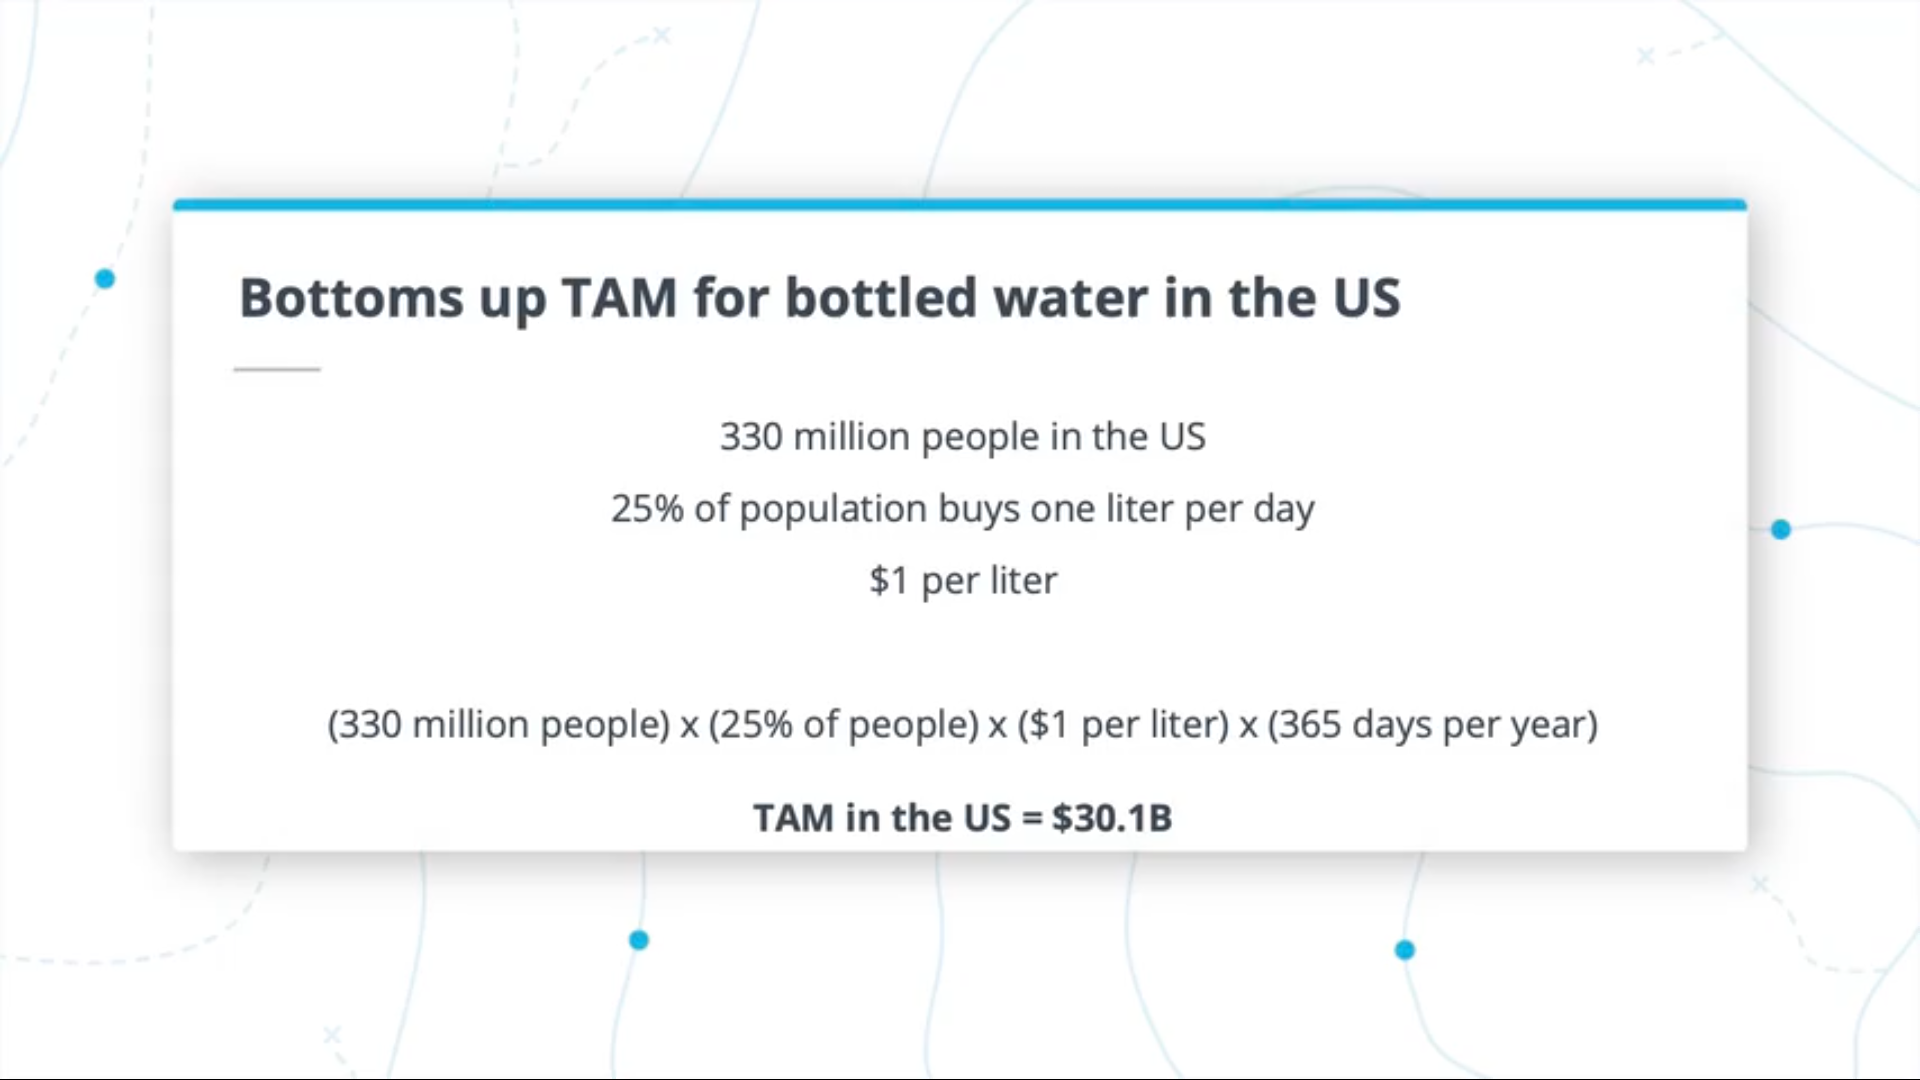 Bottoms up TAM for bottled water in the US
330 million people in the US
25% of population buys one liter per day
$1 per liter
(330 million people) x (25% of people) x ($1 per liter) x (365 days per year)
TAM in the US = $30.1B